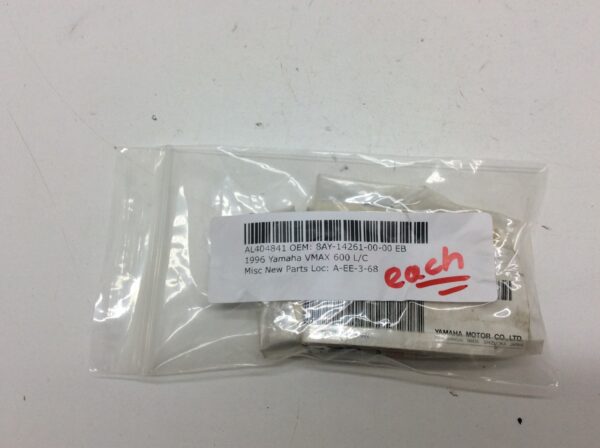 AL404841 OEM: 8AY-14261-00-00 EB
1996 Yamaha VMAX 600 L/C
Misc New Parts Loc: A-EE-3-68
each
YAMAHA MOTOR CO., LTD.